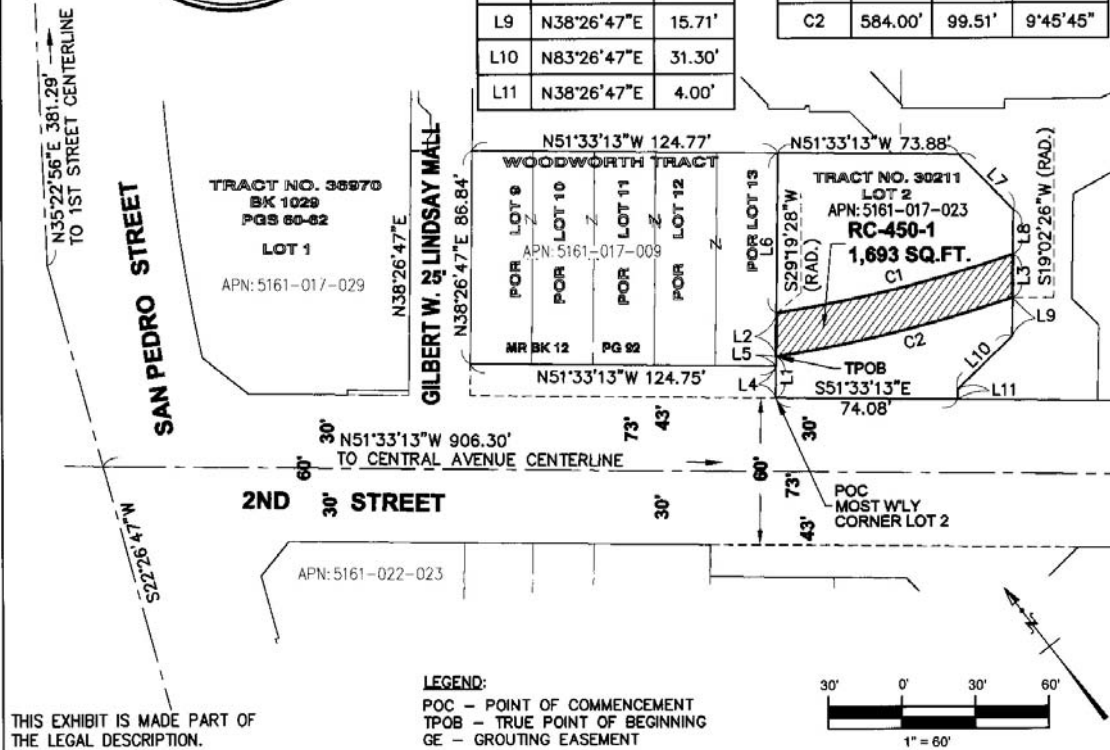 L9 N38°26'47"E 15.71'
L10 N83°26'47"E 31.30'
L11 N38°26'47"E 4.00'
C2 584.00' 99.51' 9°45'45"
N35°22'56"E 381.29'
TO 1ST STREET CENTERLINE
SAN PEDRO STREET
TRACT NO. 36970
BK 1029
PGS 60-62
LOT 1
APN: 5161-017-029
N38°26'47"E
GILBERT W. LINDSAY MALL
25'
N38°26'47"E 86.84'
N51°33'13"W 124.77'
WOODWORTH TRACT
POR LOT 9
POR LOT 10
POR LOT 11
POR LOT 12
POR LOT 13
APN: 5161-017-009
MR BK 12 PG 92
N51°33'13"W 124.75'
N51°33'13"W 73.88'
TRACT NO. 30211
LOT 2
APN: 5161-017-023
RC-450-1
1,693 SQ.FT.
L6
S29°19'28"W
(RAD.)
C1
C2
L7
L8
L3
S19°02'26"W (RAD.)
L9
L10
L11
L2
L5
L4
L1
TPOB
S51°33'13"E
74.08'
30'
60'
30'
N51°33'13"W 906.30'
TO CENTRAL AVENUE CENTERLINE
73'
43'
30'
60'
30'
73'
43'
2ND STREET
POC
MOST W'LY
CORNER LOT 2
S22°26'47"W
APN: 5161-022-023
N
LEGEND:
POC – POINT OF COMMENCEMENT
TPOB – TRUE POINT OF BEGINNING
GE – GROUTING EASEMENT
THIS EXHIBIT IS MADE PART OF
THE LEGAL DESCRIPTION.
30' 0' 30' 60'
1" = 60'